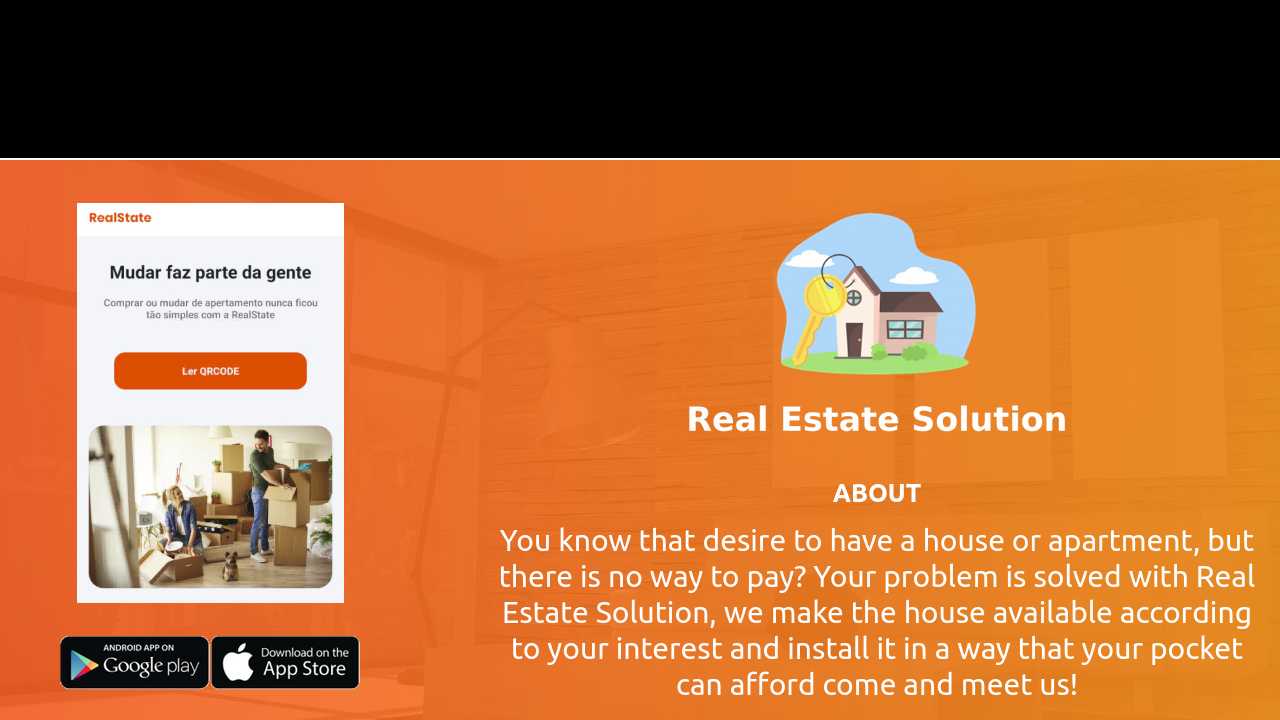 RealState
Mudar faz parte da gente
Comprar ou mudar de apertamento nunca ficou
tão simples com a RealState
Ler QRCODE
ANDROID APP ON
Google play
Download on the
App Store
Real Estate Solution
ABOUT
You know that desire to have a house or apartment, but
there is no way to pay? Your problem is solved with Real
Estate Solution, we make the house available according
to your interest and install it in a way that your pocket
can afford come and meet us!